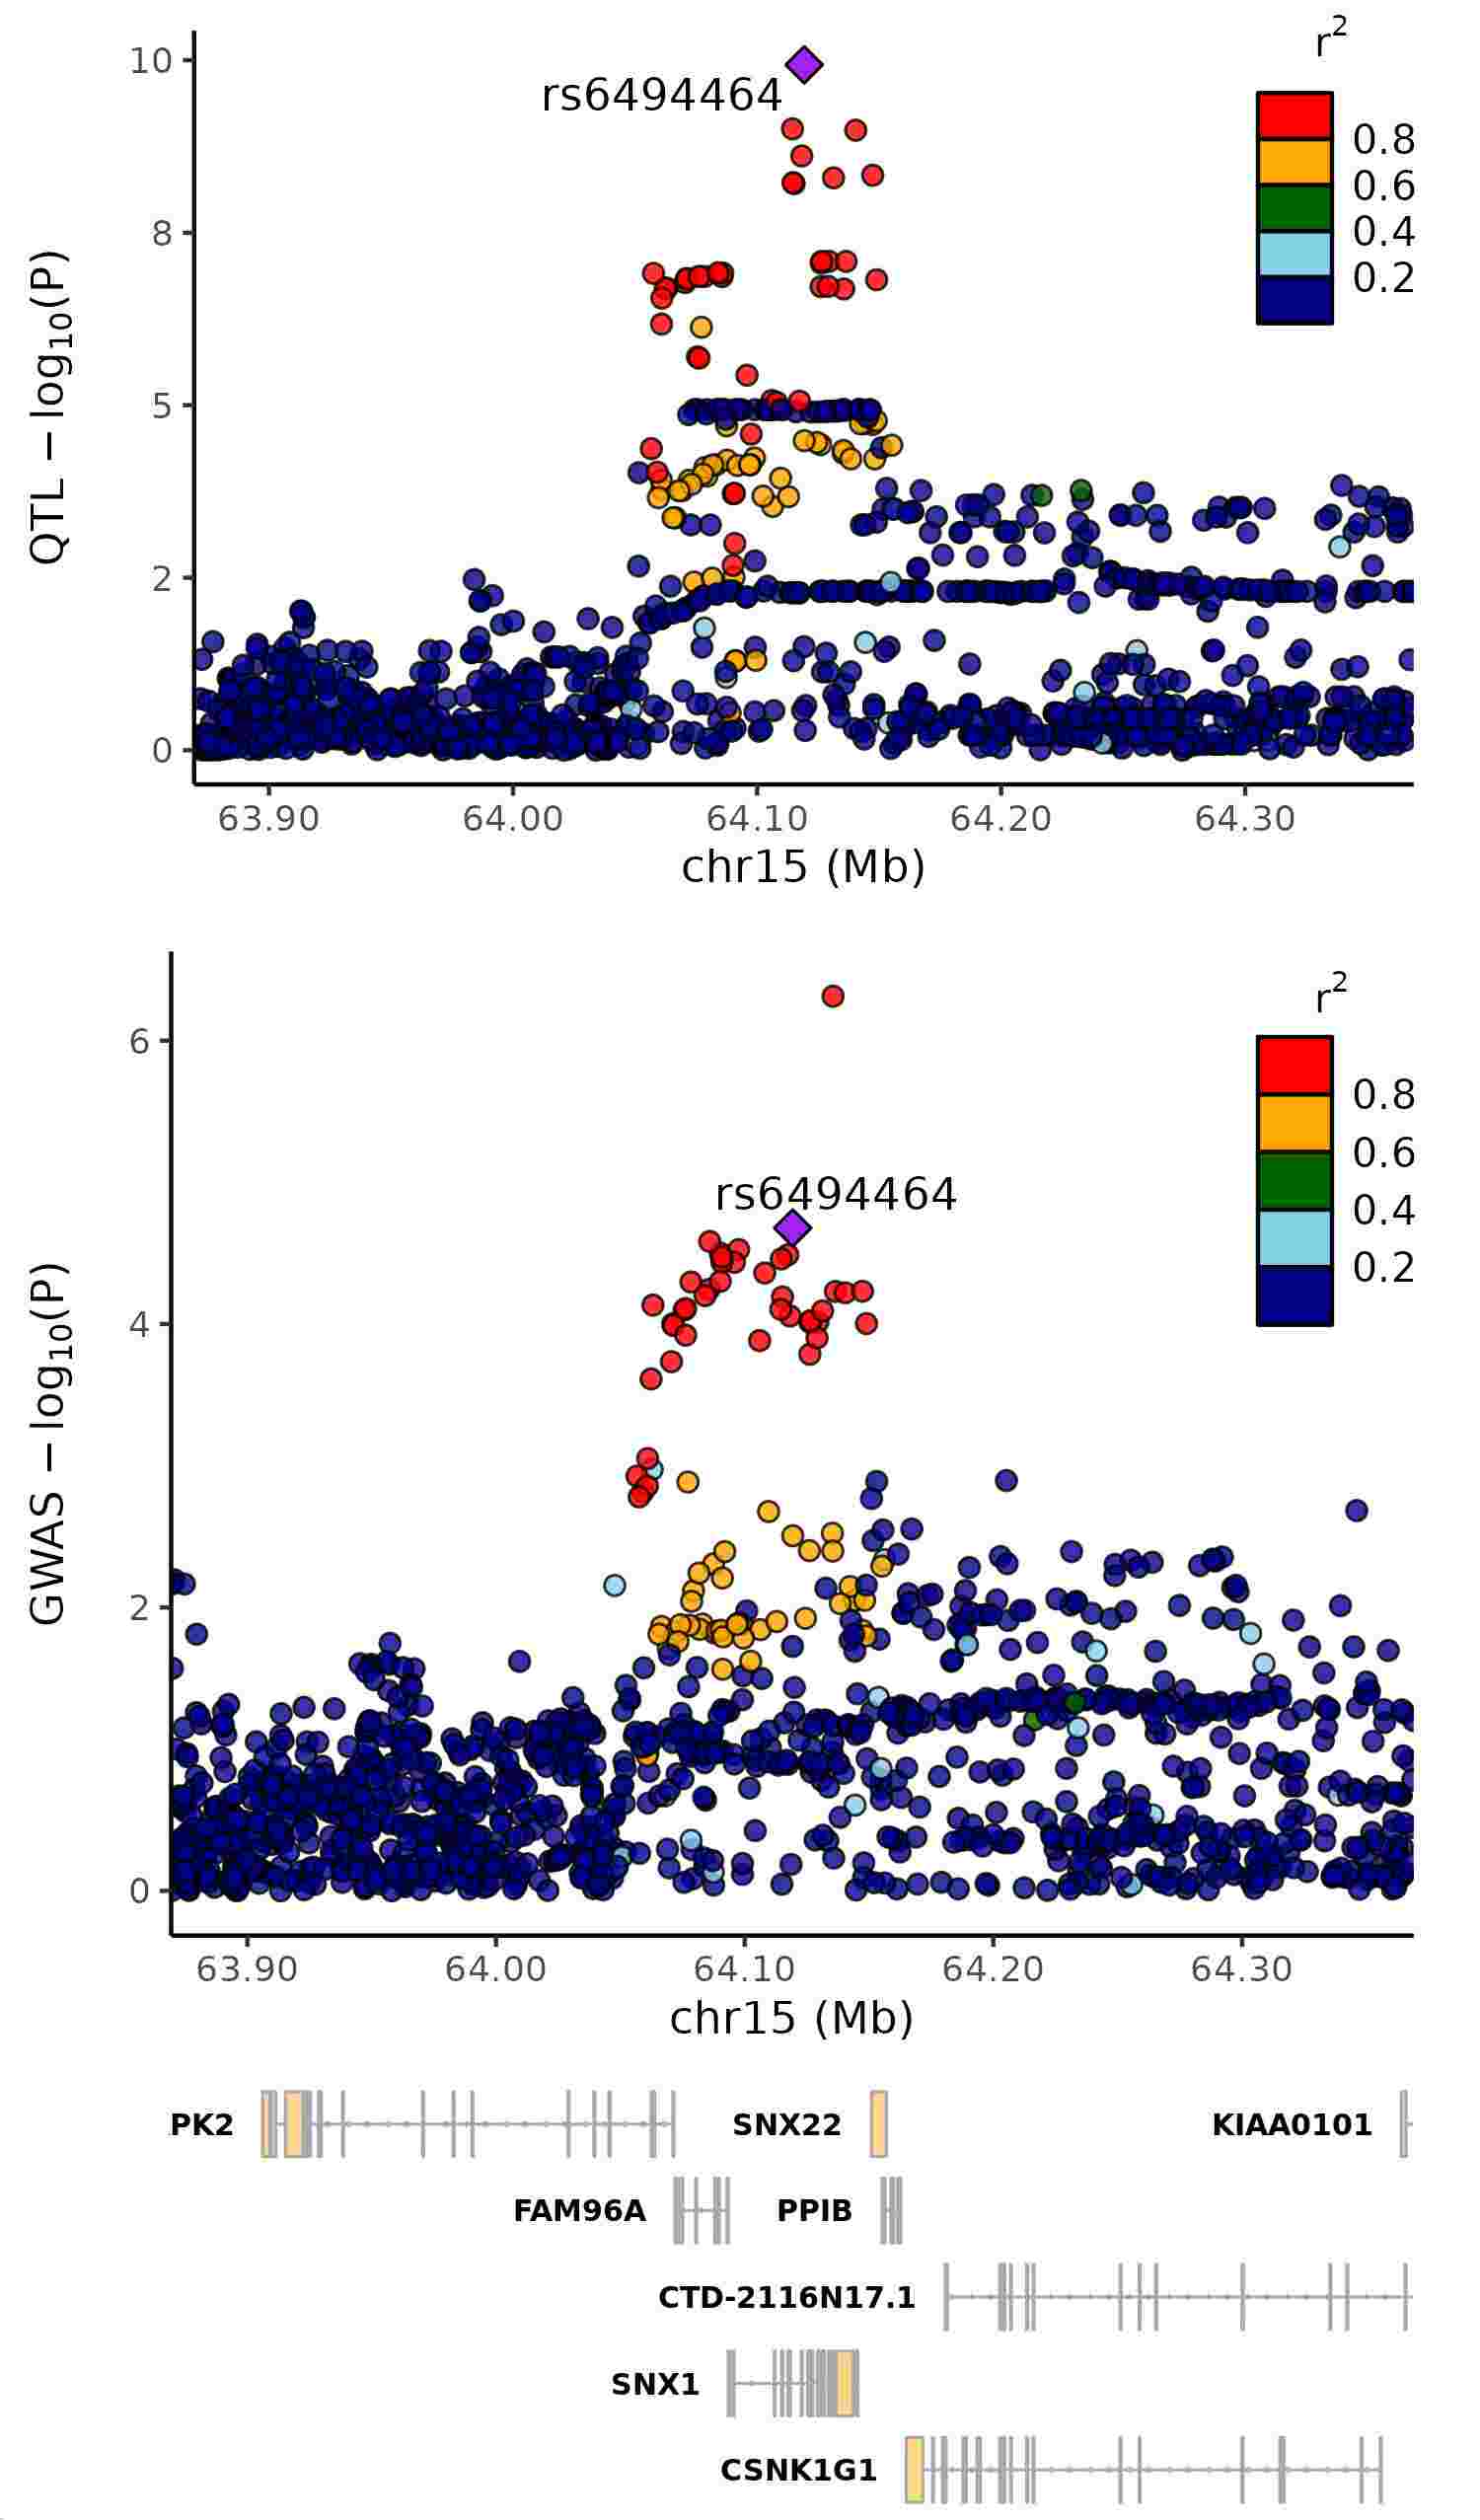 r2
10
rs6494464
0.8
0.6
0.4
0.2
8
5
2
0
QTL − log10(P)
63.90 64.00 64.10 64.20 64.30
chr15 (Mb)
r2
6
0.8
0.6
0.4
0.2
rs6494464
4
2
0
GWAS − log10(P)
63.90 64.00 64.10 64.20 64.30
chr15 (Mb)
PK2 SNX22 KIAA0101
FAM96A PPIB
CTD-2116N17.1
SNX1
CSNK1G1